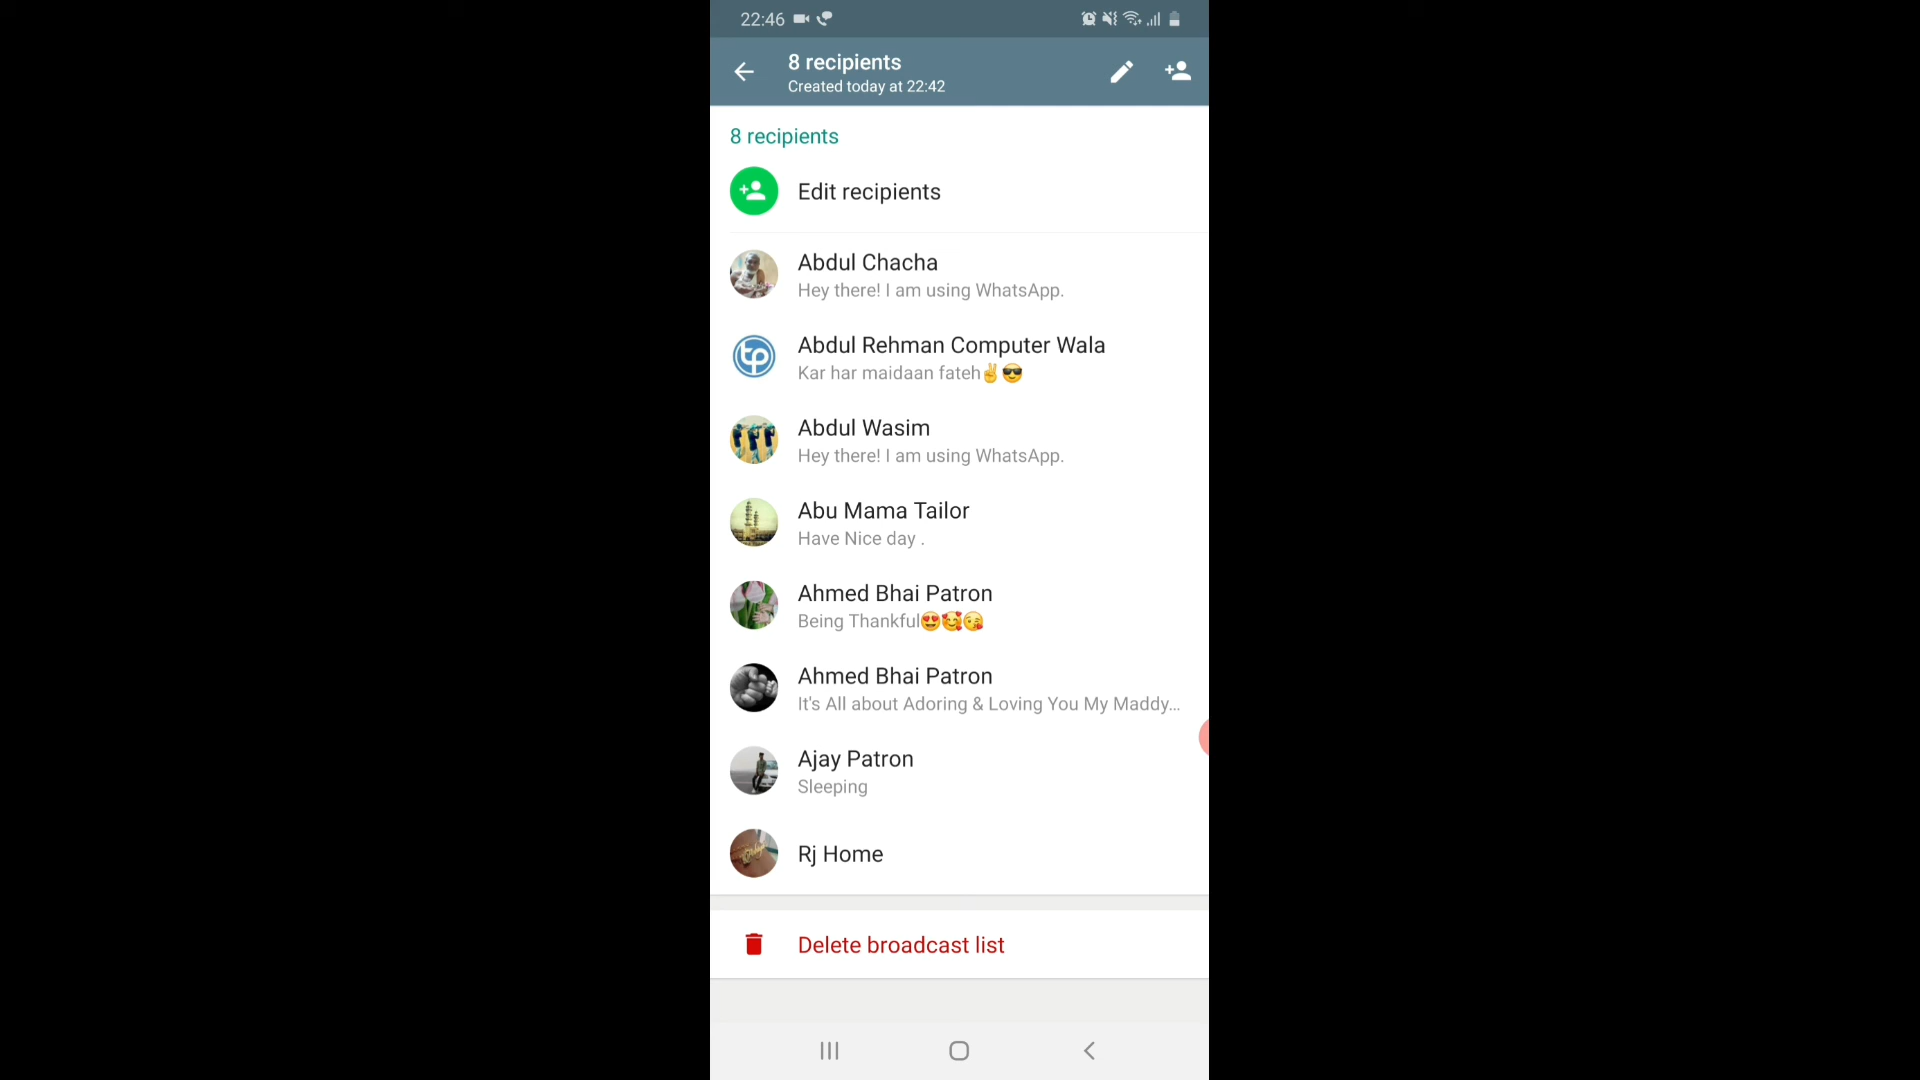 22:46
8 recipients
Created today at 22:42
8 recipients
Edit recipients
Abdul Chacha
Hey there! I am using WhatsApp.
Abdul Rehman Computer Wala
Kar har maidaan fateh✌️😎
Abdul Wasim
Hey there! I am using WhatsApp.
Abu Mama Tailor
Have Nice day .
Ahmed Bhai Patron
Being Thankful😍🥰😘
Ahmed Bhai Patron
It's All about Adoring & Loving You My Maddy...
Ajay Patron
Sleeping
Rj Home
Delete broadcast list